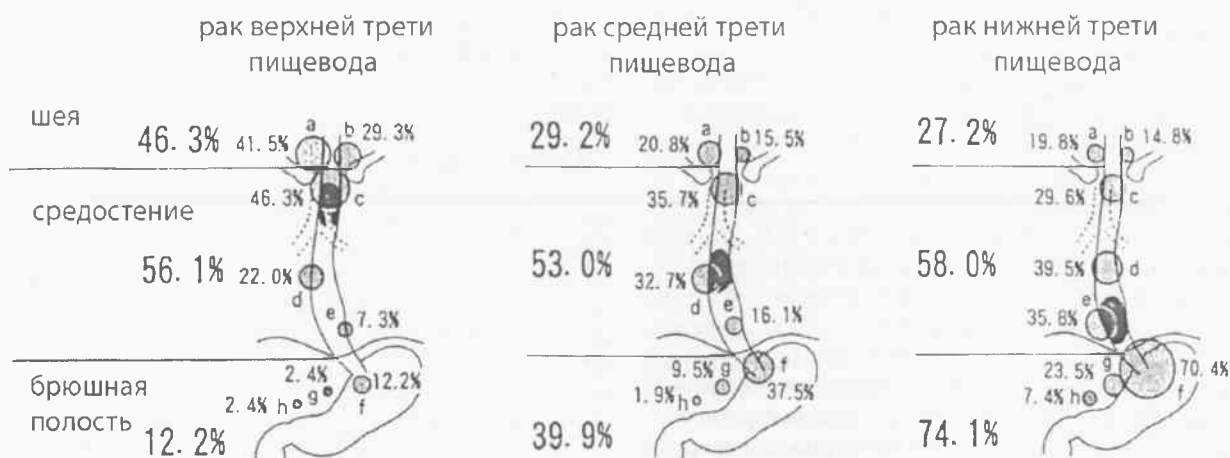 рак верхней трети
пищевода
рак средней трети
пищевода
рак нижней трети
пищевода
шея
46.3%
41.5%
a
b
29.3%
средостение
56.1%
46.3%
c
22.0%
d
e
7.3%
брюшная
полость
12.2%
2.4%
g
2.4%
h
12.2%
f
29.2%
20.8%
a
b
15.5%
53.0%
35.7%
c
32.7%
d
e
16.1%
39.9%
9.5%
g
1.9%
h
f
37.5%
27.2%
19.8%
a
b
14.8%
58.0%
29.6%
c
39.5%
d
e
35.8%
74.1%
23.5%
g
7.4%
h
70.4%
f